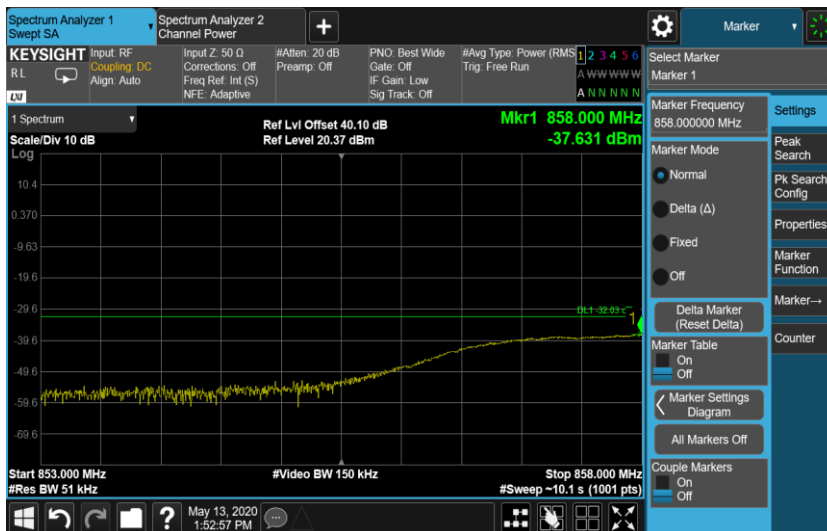 Spectrum Analyzer 1
Swept SA
Spectrum Analyzer 2
Channel Power
Marker
KEYSIGHT
R L
LXI
Input: RF
Coupling: DC
Align: Auto
Input Z: 50 Ω
Corrections: Off
Freq Ref: Int (S)
NFE: Adaptive
#Atten: 20 dB
Preamp: Off
PNO: Best Wide
Gate: Off
IF Gain: Low
Sig Track: Off
#Avg Type: Power (RMS
Trig: Free Run
1 2 3 4 5 6
A W W W W W
A N N N N N
Select Marker
Marker 1
1 Spectrum
Scale/Div 10 dB
Ref Lvl Offset 40.10 dB
Ref Level 20.37 dBm
Mkr1 858.000 MHz
-37.631 dBm
Log
10.4
0.370
-9.63
-19.6
-29.6
-39.6
-49.6
-59.6
-69.6
DL1 -32.03
1
Start 853.000 MHz
#Video BW 150 kHz
Stop 858.000 MHz
#Res BW 51 kHz
#Sweep ~10.1 s (1001 pts)
Marker Frequency
858.000000 MHz
Marker Mode
Normal
Delta (Δ)
Fixed
Off
Delta Marker
(Reset Delta)
Marker Table
On
Off
Marker Settings
Diagram
All Markers Off
Couple Markers
On
Off
Settings
Peak
Search
Pk Search
Config
Properties
Marker
Function
Marker→
Counter
?
May 13, 2020
1:52:57 PM